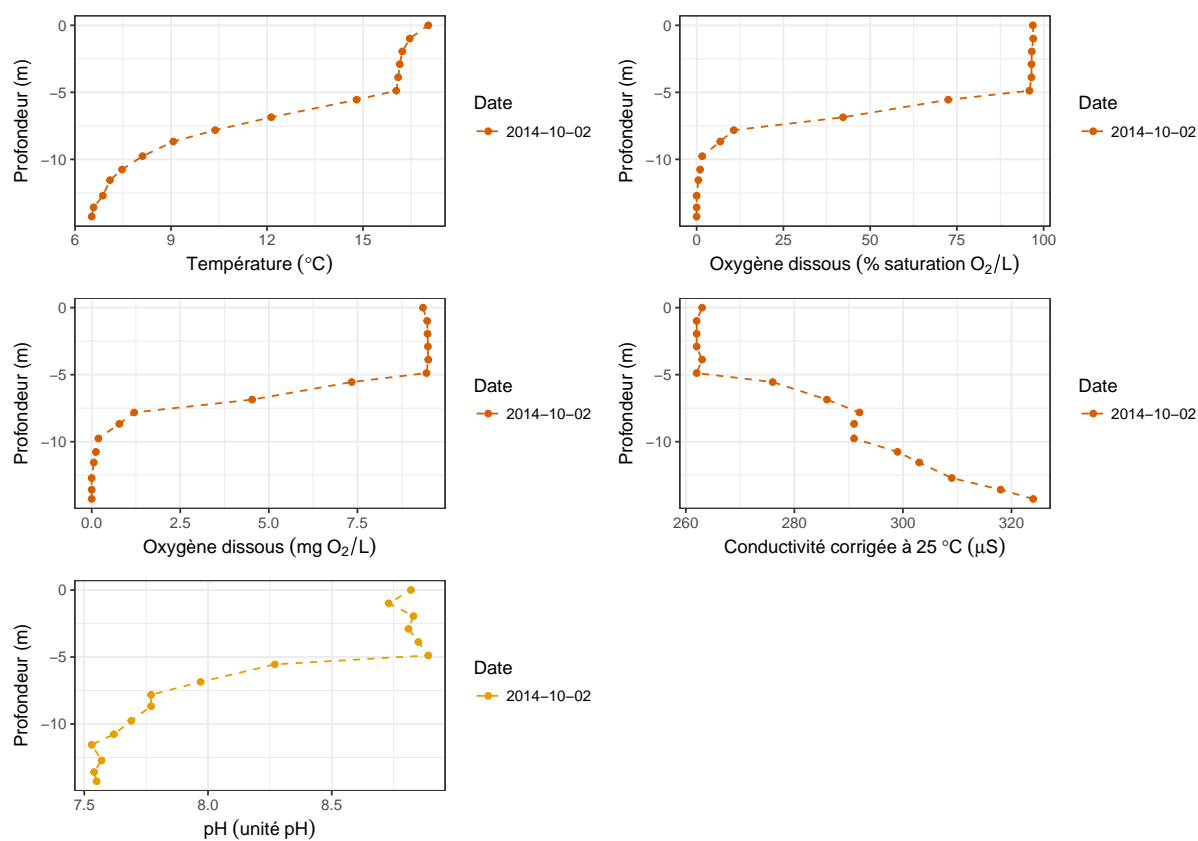 0
−5
−10
Profondeur (m)
6 9 12 15
Température (°C)
Date
2014−10−02
0
−5
−10
Profondeur (m)
0 25 50 75 100
Oxygène dissous (% saturation O₂/L)
Date
2014−10−02
0
−5
−10
Profondeur (m)
0.0 2.5 5.0 7.5
Oxygène dissous (mg O₂/L)
Date
2014−10−02
0
−5
−10
Profondeur (m)
260 280 300 320
Conductivité corrigée à 25 °C (μS)
Date
2014−10−02
0
−5
−10
Profondeur (m)
7.5 8.0 8.5
pH (unité pH)
Date
2014−10−02